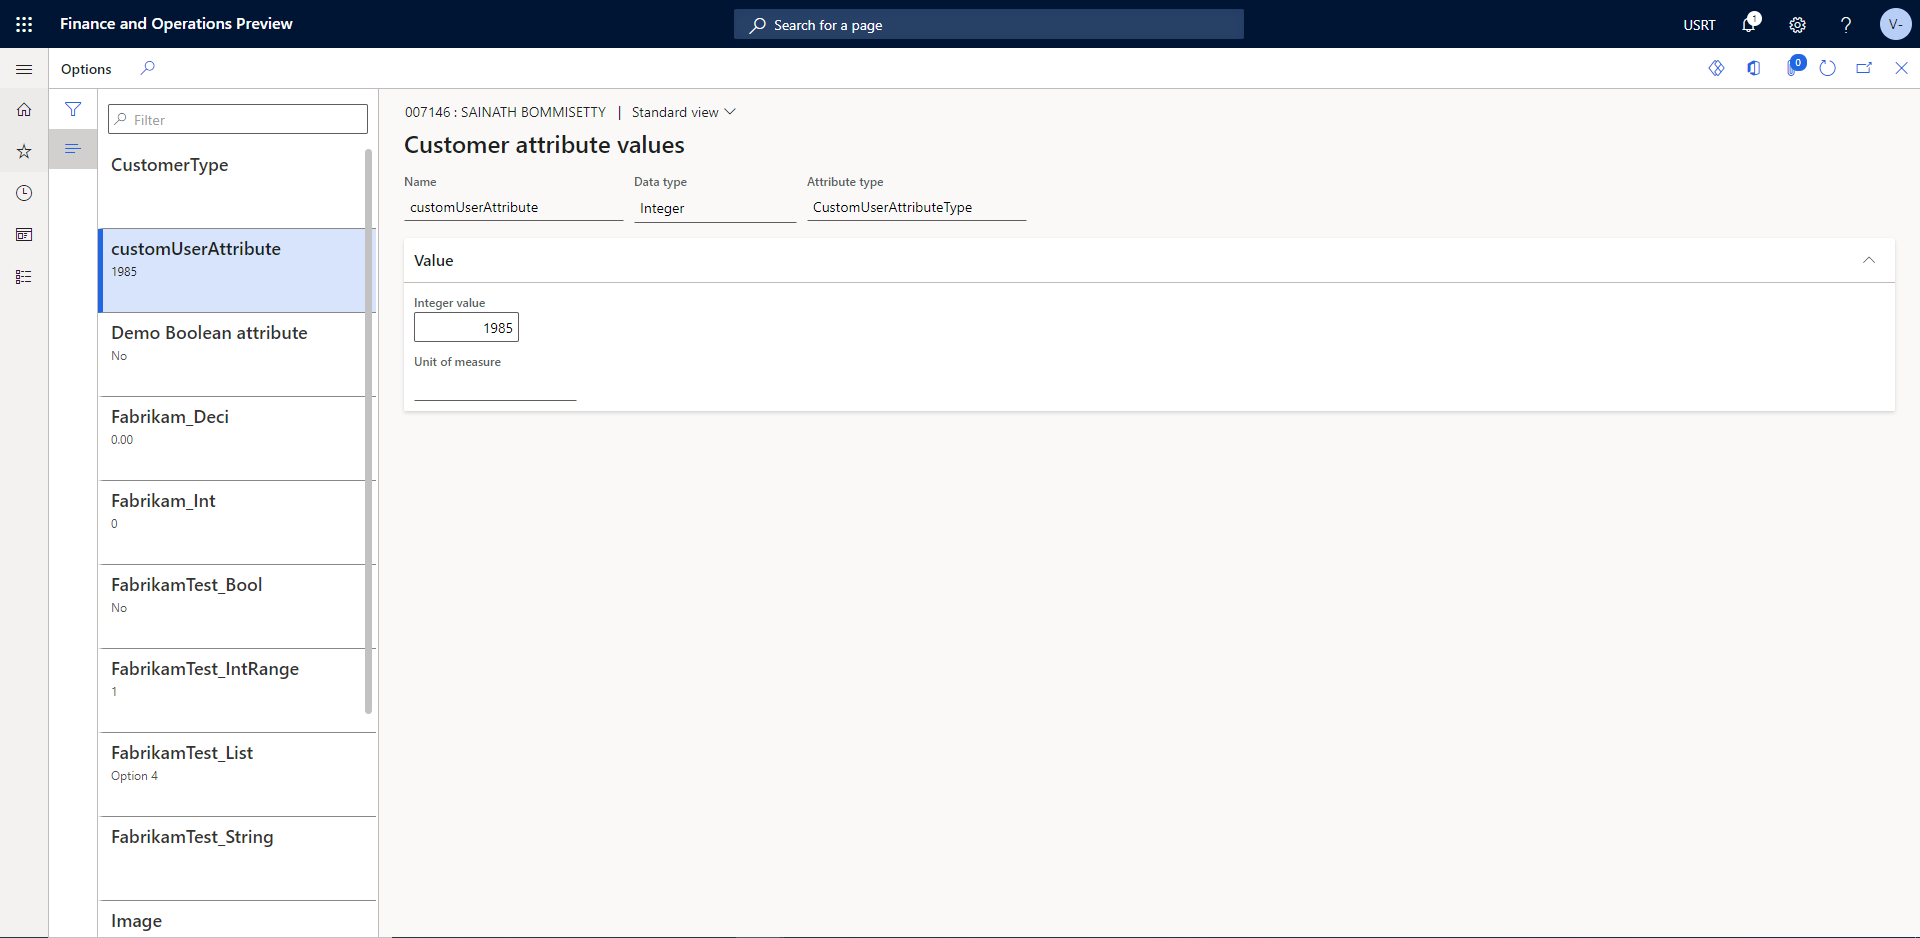 Finance and Operations Preview
Search for a page
USRT
1
?
V-
Options
0
Filter
CustomerType
customUserAttribute
1985
Demo Boolean attribute
No
Fabrikam_Deci
0.00
Fabrikam_Int
0
FabrikamTest_Bool
No
FabrikamTest_IntRange
1
FabrikamTest_List
Option 4
FabrikamTest_String
Image
007146 : SAINATH BOMMISETTY | Standard view
Customer attribute values
Name Data type Attribute type
customUserAttribute Integer CustomUserAttributeType
Value
Integer value
1985
Unit of measure